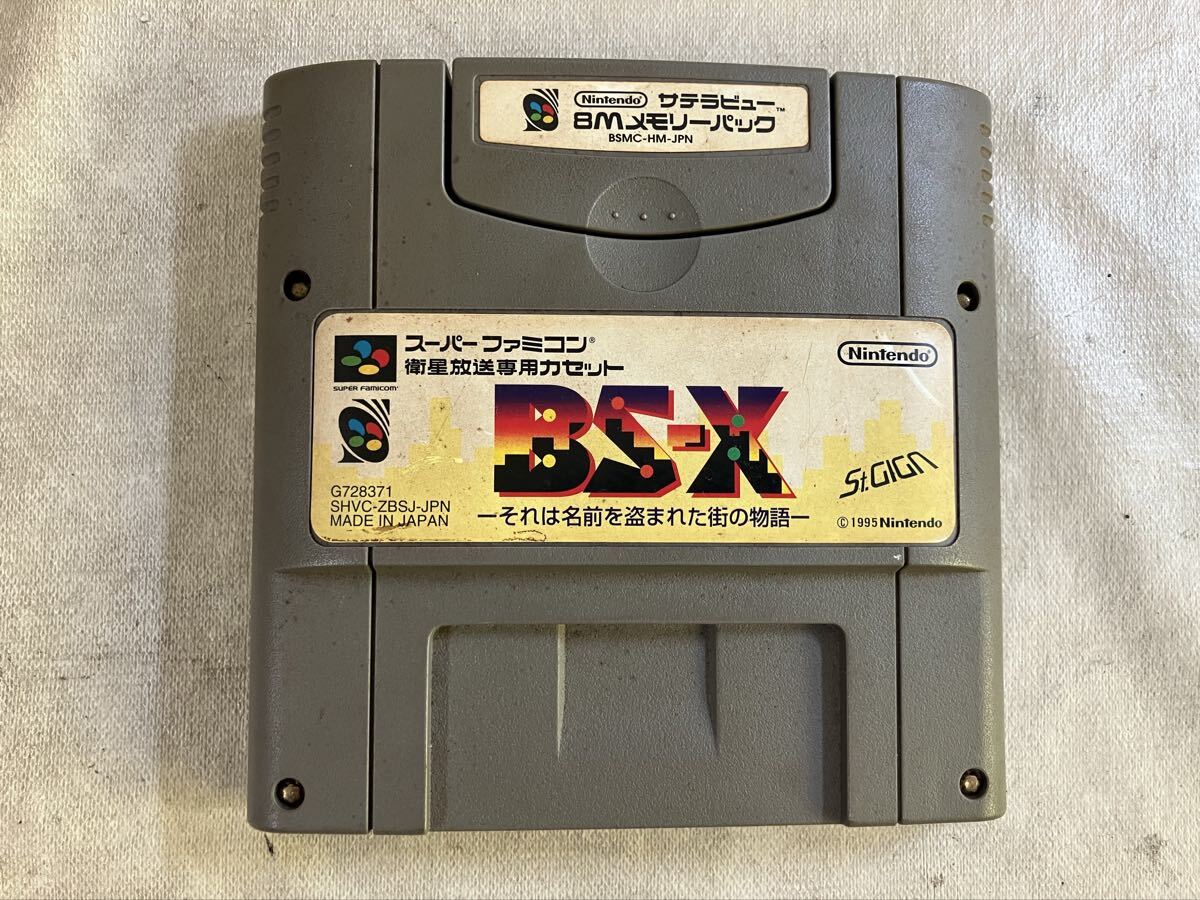 Nintendo サテラビュー™
8Mメモリーパック
BSMC-HM-JPN
スーパーファミコン®
衛星放送専用カセット
SUPER FAMICOM
Nintendo®
BS-X
St.GIGA
G728371
SHVC-ZBSJ-JPN
MADE IN JAPAN
ーそれは名前を盗まれた街の物語ー
©1995 Nintendo